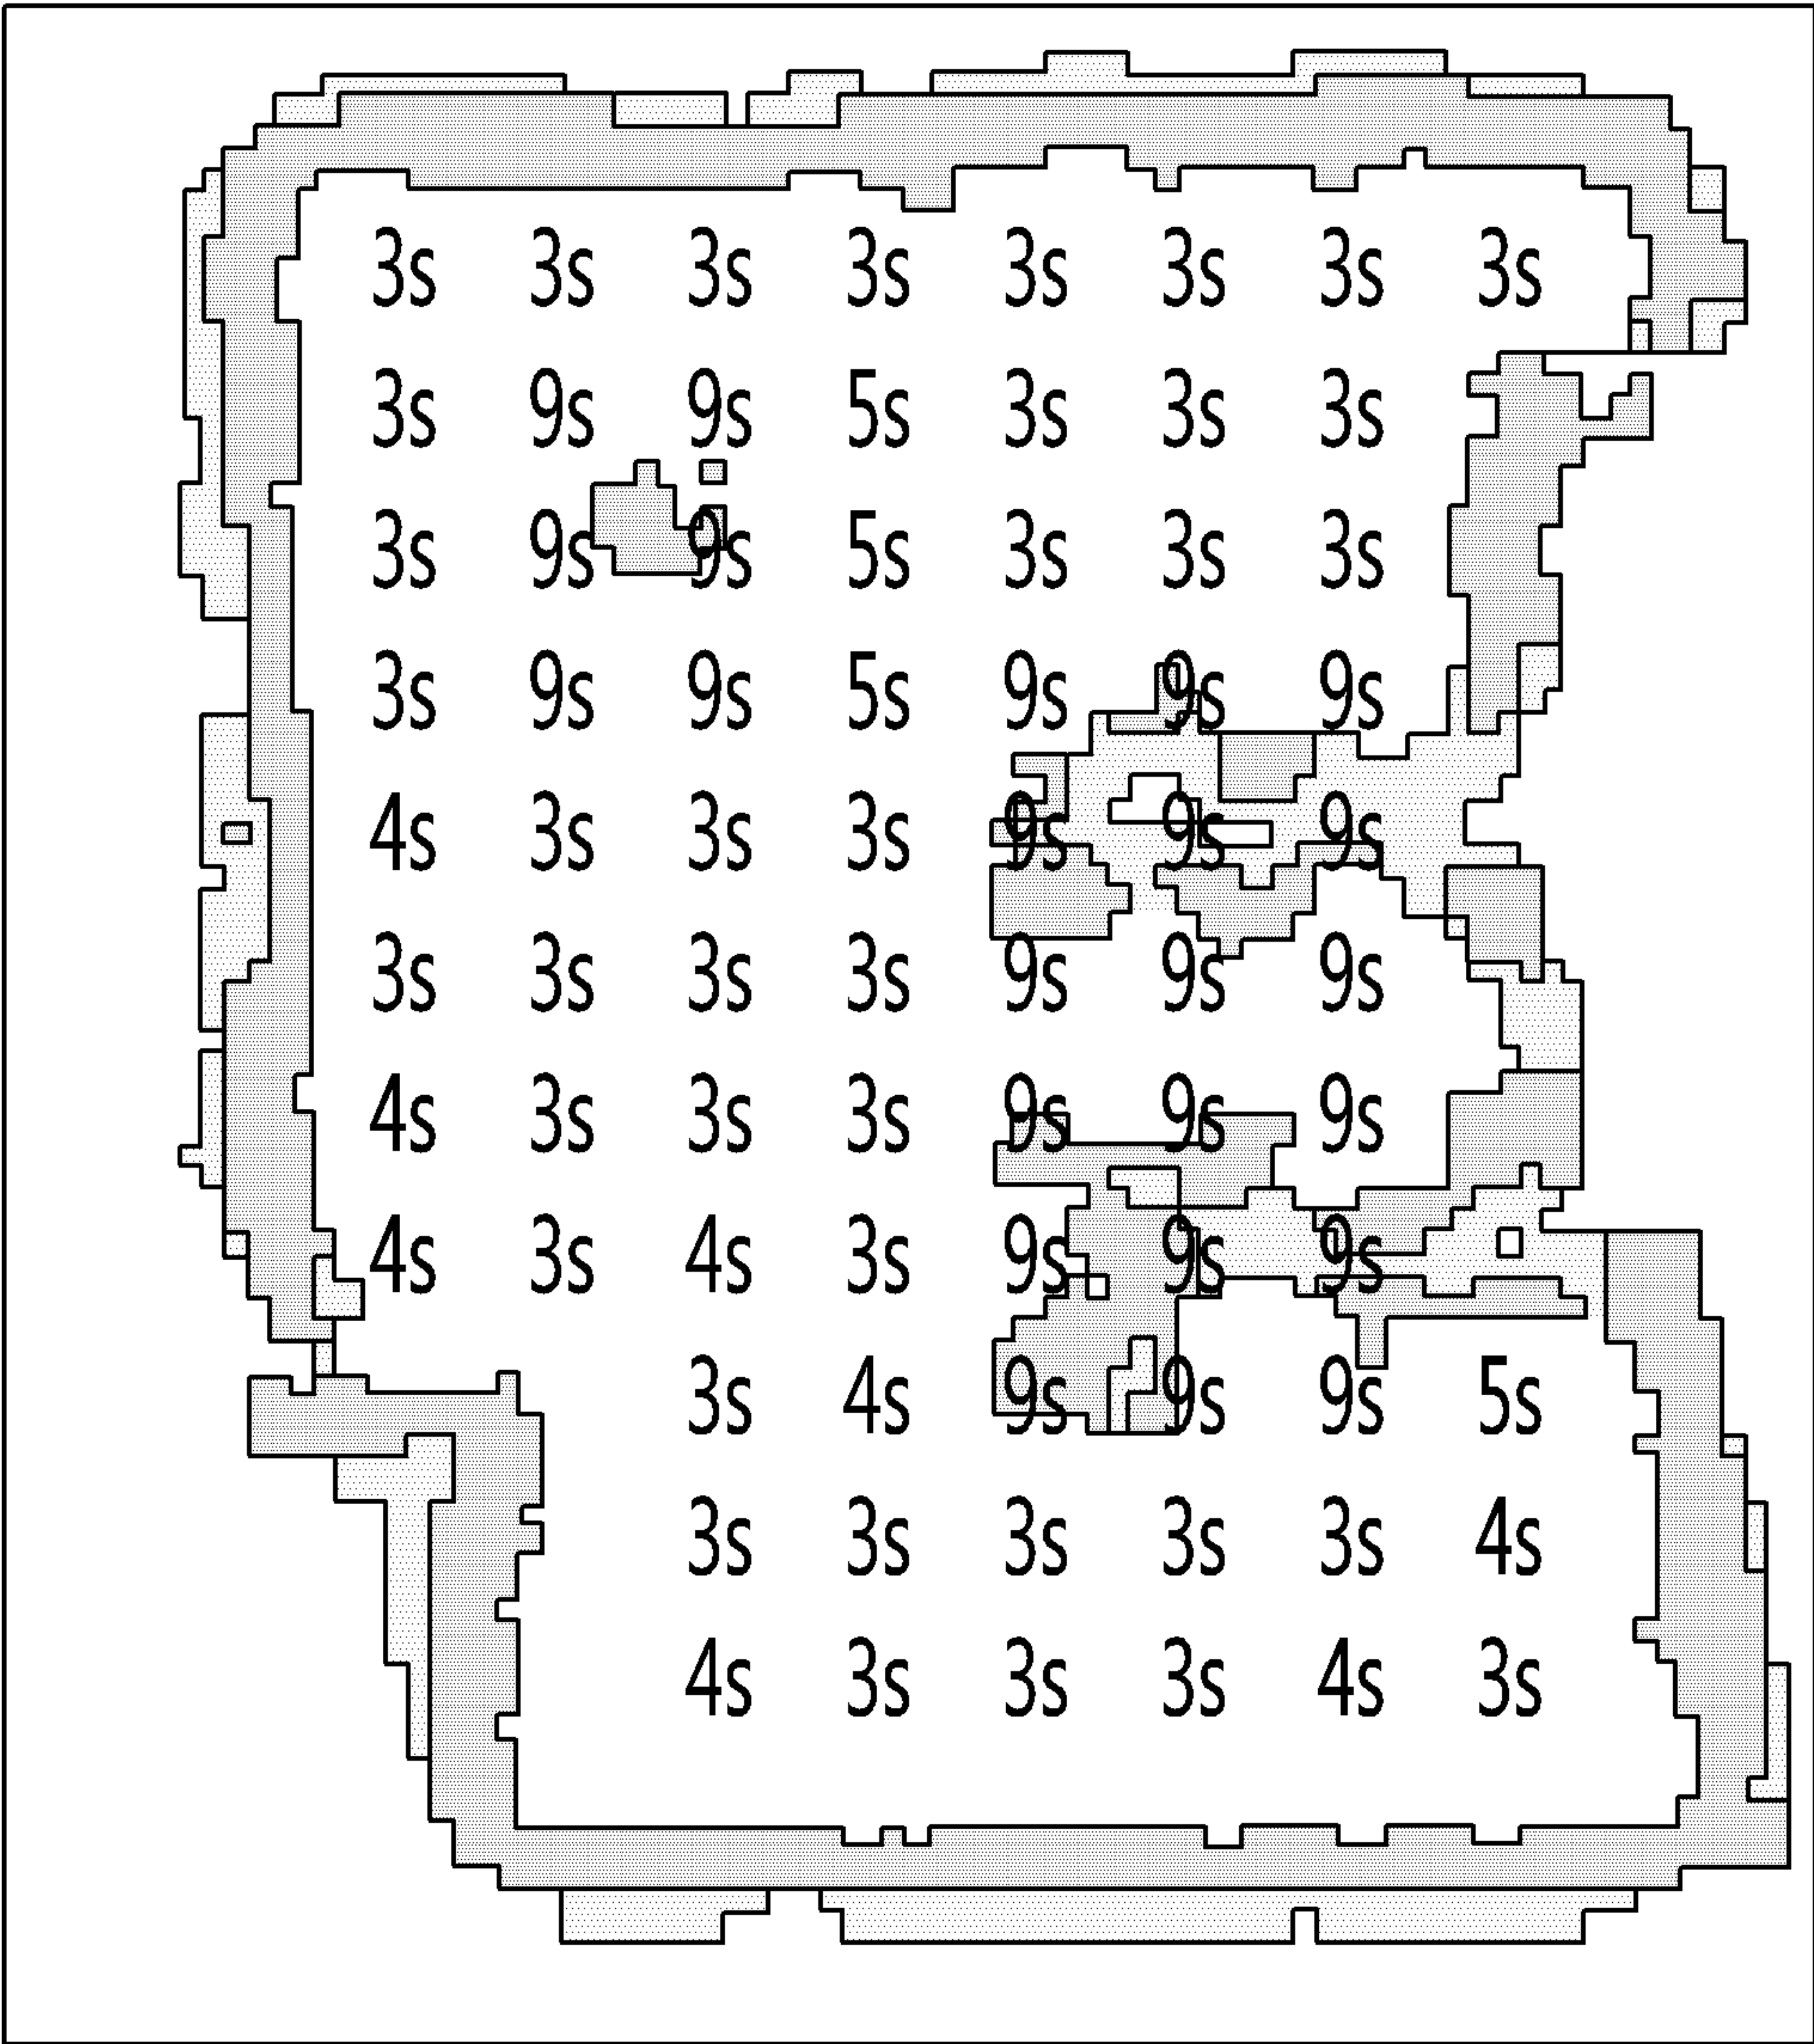 3s 3s 3s 3s 3s 3s 3s 3s
3s 9s 9s 5s 3s 3s 3s
3s 9s 9s 5s 3s 3s 3s
3s 9s 9s 5s 9s 9s 9s
4s 3s 3s 3s 9s 9s 9s
3s 3s 3s 3s 9s 9s 9s
4s 3s 3s 3s 9s 9s 9s
4s 3s 4s 3s 9s 9s 9s
3s 4s 9s 9s 9s 5s
3s 3s 3s 3s 3s 4s
4s 3s 3s 3s 4s 3s